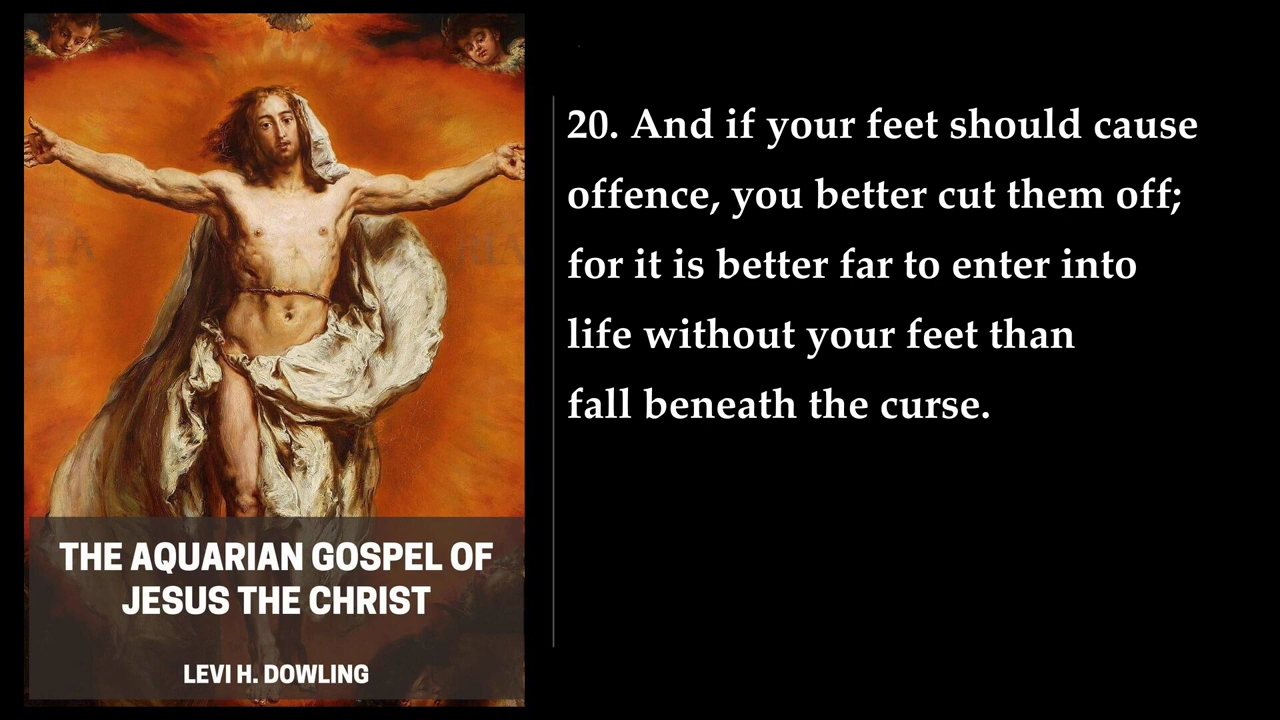 20. And if your feet should cause
offence, you better cut them off;
for it is better far to enter into
life without your feet than
fall beneath the curse.
THE AQUARIAN GOSPEL OF
JESUS THE CHRIST
LEVI H. DOWLING